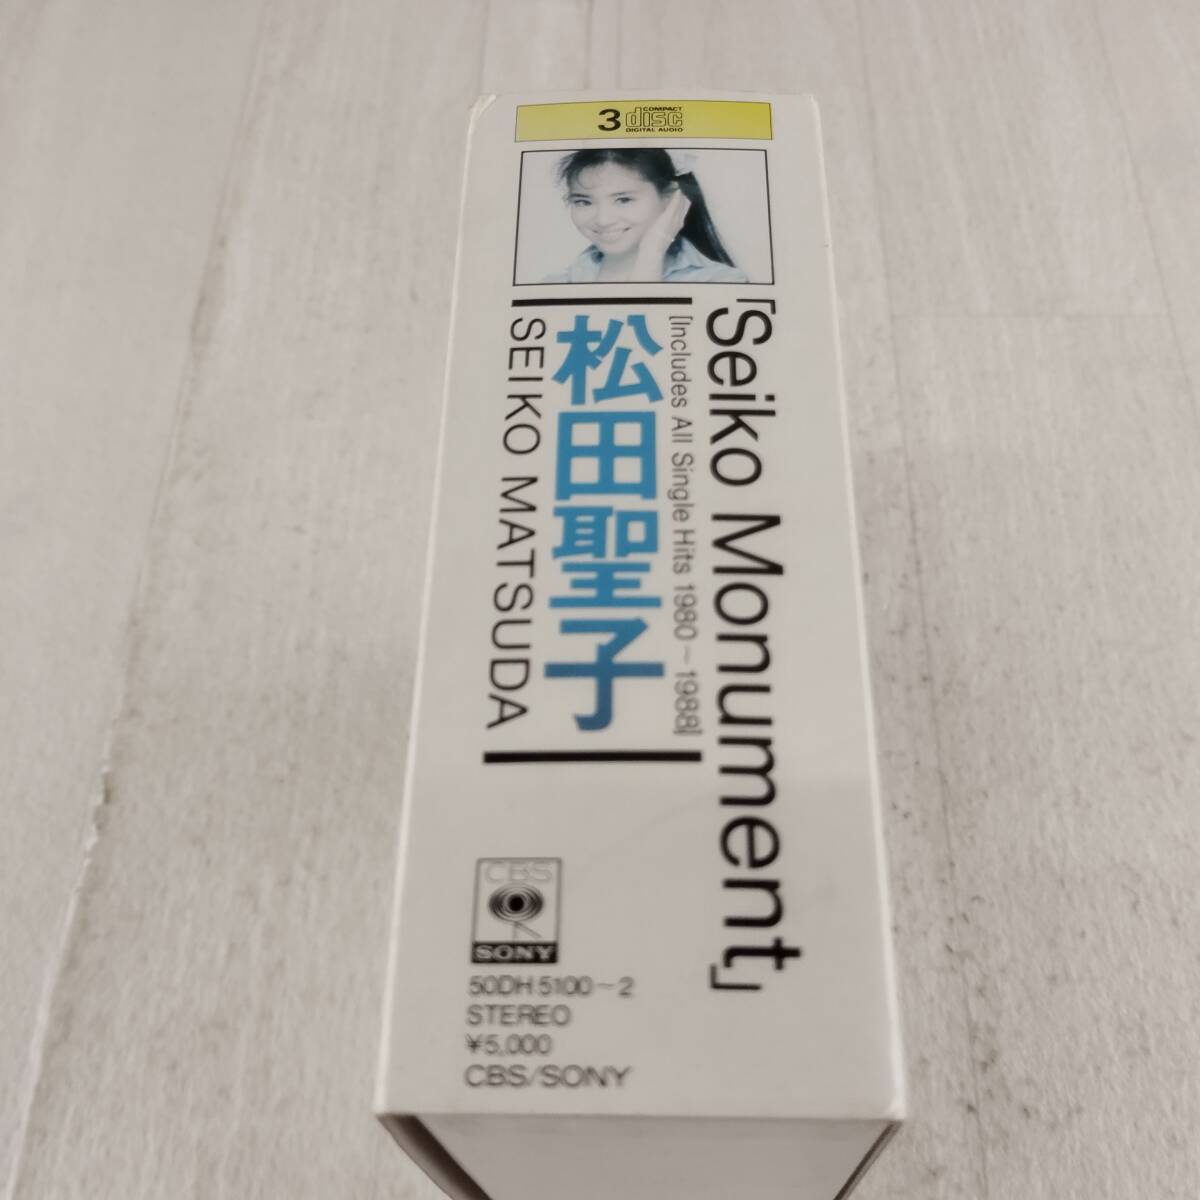 3 COMPACT disc DIGITAL AUDIO
「Seiko Monument」
[Includes All Single Hits 1980~1988]
松田聖子
SEIKO MATSUDA
CBS
SONY
50DH 5100~2
STEREO
¥5,000
CBS/SONY